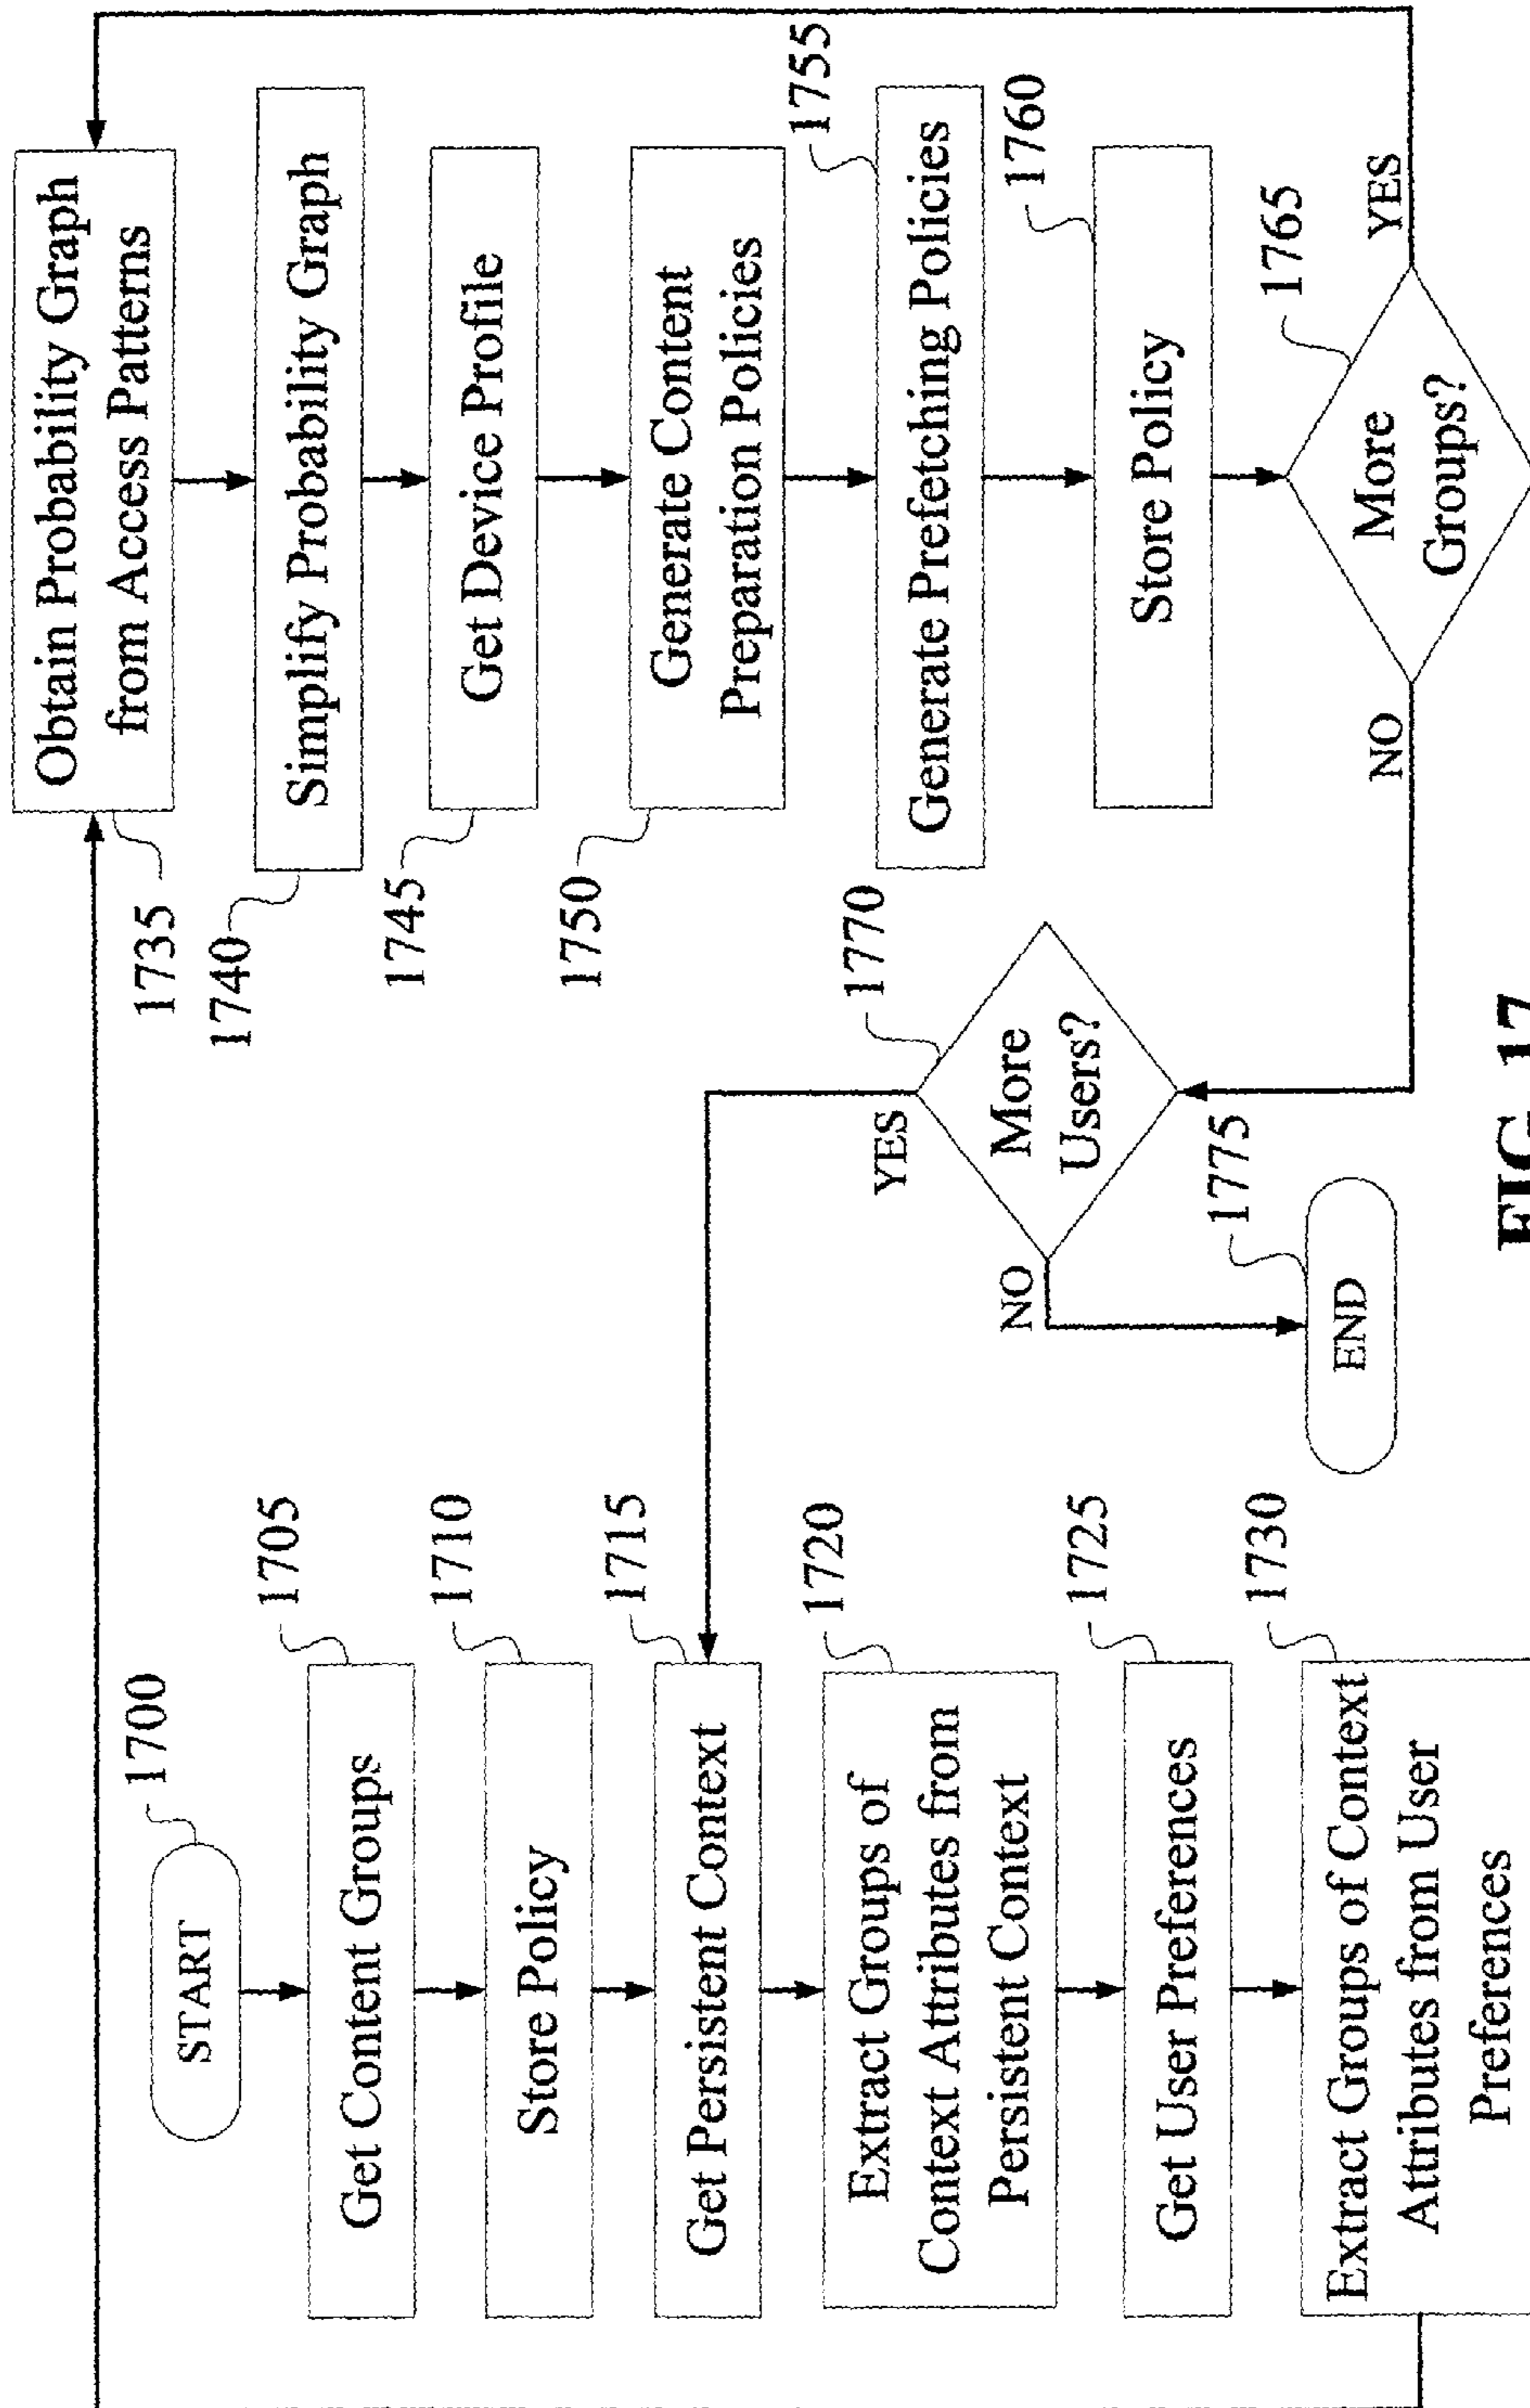 1700
START
1705
Get Content Groups
1710
Store Policy
1715
Get Persistent Context
1720
Extract Groups of
Context Attributes from
Persistent Context
1725
Get User Preferences
1730
Extract Groups of Context
Attributes from User
Preferences
Obtain Probability Graph
from Access Patterns
1735
Simplify Probability Graph
1740
Get Device Profile
1745
Generate Content
Preparation Policies
1750
Generate Prefetching Policies
1755
Store Policy
1760
More
Groups?
1765
YES
NO
More
Users?
1770
YES
NO
END
1775
FIG. 17